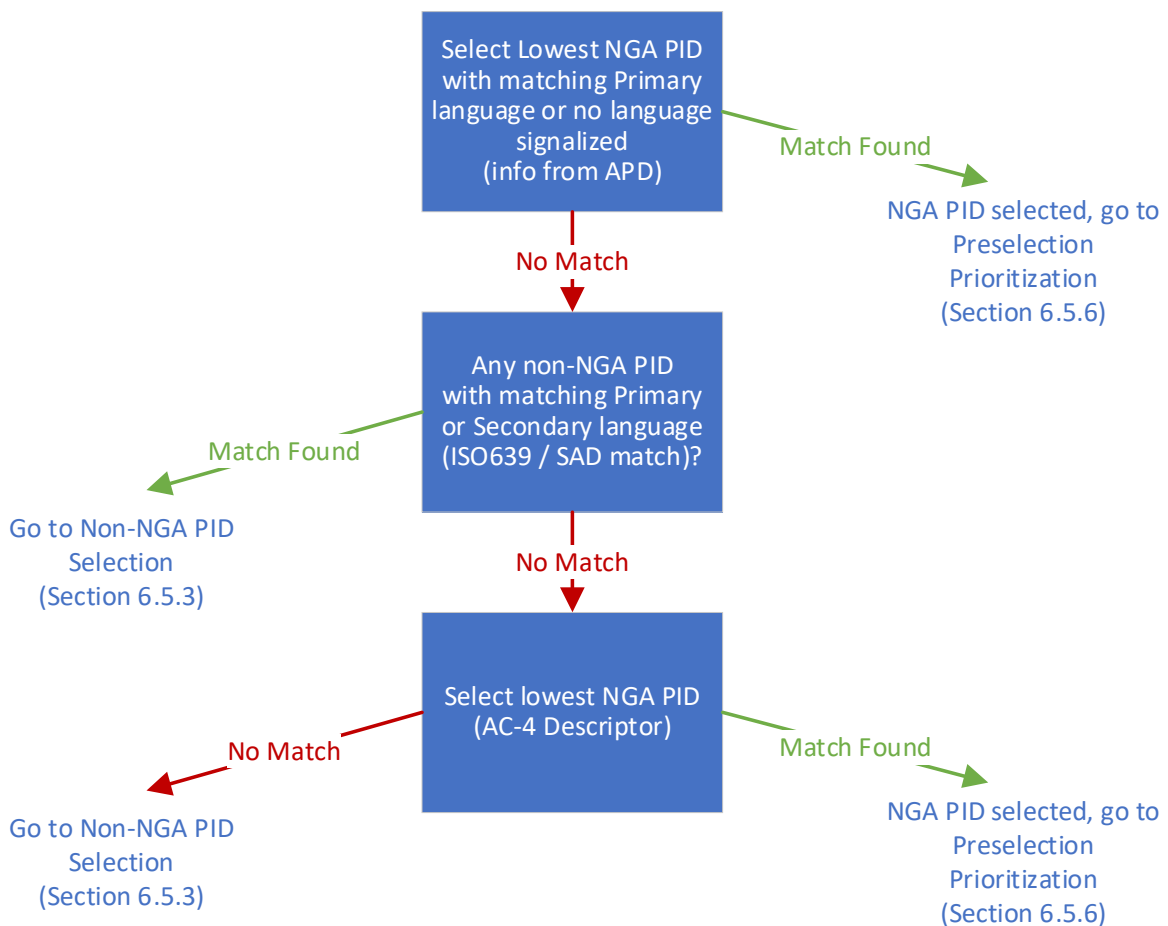 Select Lowest NGA PID
with matching Primary
language or no language
signalized
(info from APD)
Match Found
NGA PID selected, go to
Preselection
Prioritization
(Section 6.5.6)
No Match
Any non-NGA PID
with matching Primary
or Secondary language
(ISO639 / SAD match)?
Match Found
Go to Non-NGA PID
Selection
(Section 6.5.3)
No Match
Select lowest NGA PID
(AC-4 Descriptor)
No Match
Go to Non-NGA PID
Selection
(Section 6.5.3)
Match Found
NGA PID selected, go to
Preselection
Prioritization
(Section 6.5.6)